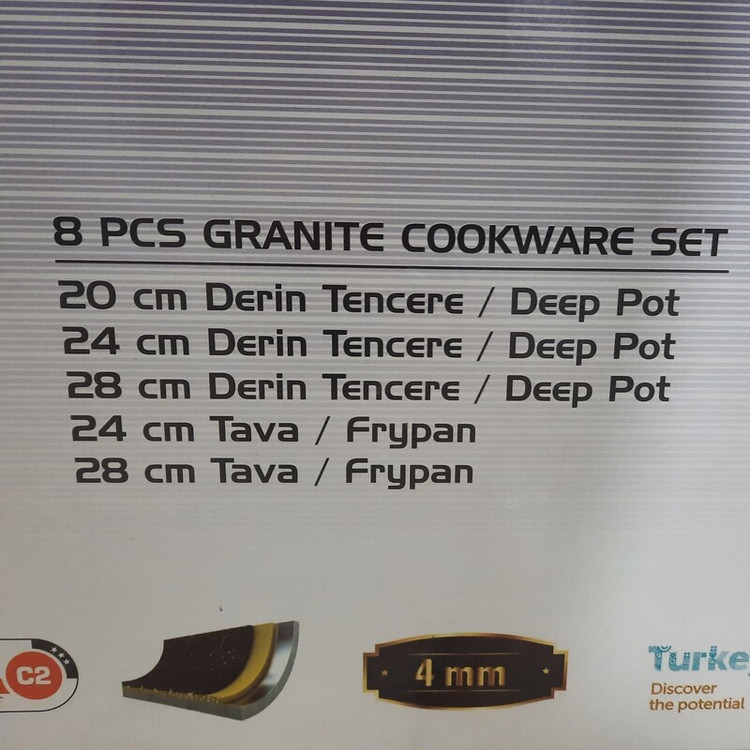 8 PCS GRANITE COOKWARE SET
20 cm Derin Tencere / Deep Pot
24 cm Derin Tencere / Deep Pot
28 cm Derin Tencere / Deep Pot
24 cm Tava / Frypan
28 cm Tava / Frypan
C2
4 mm
Turkey
Discover
the potential